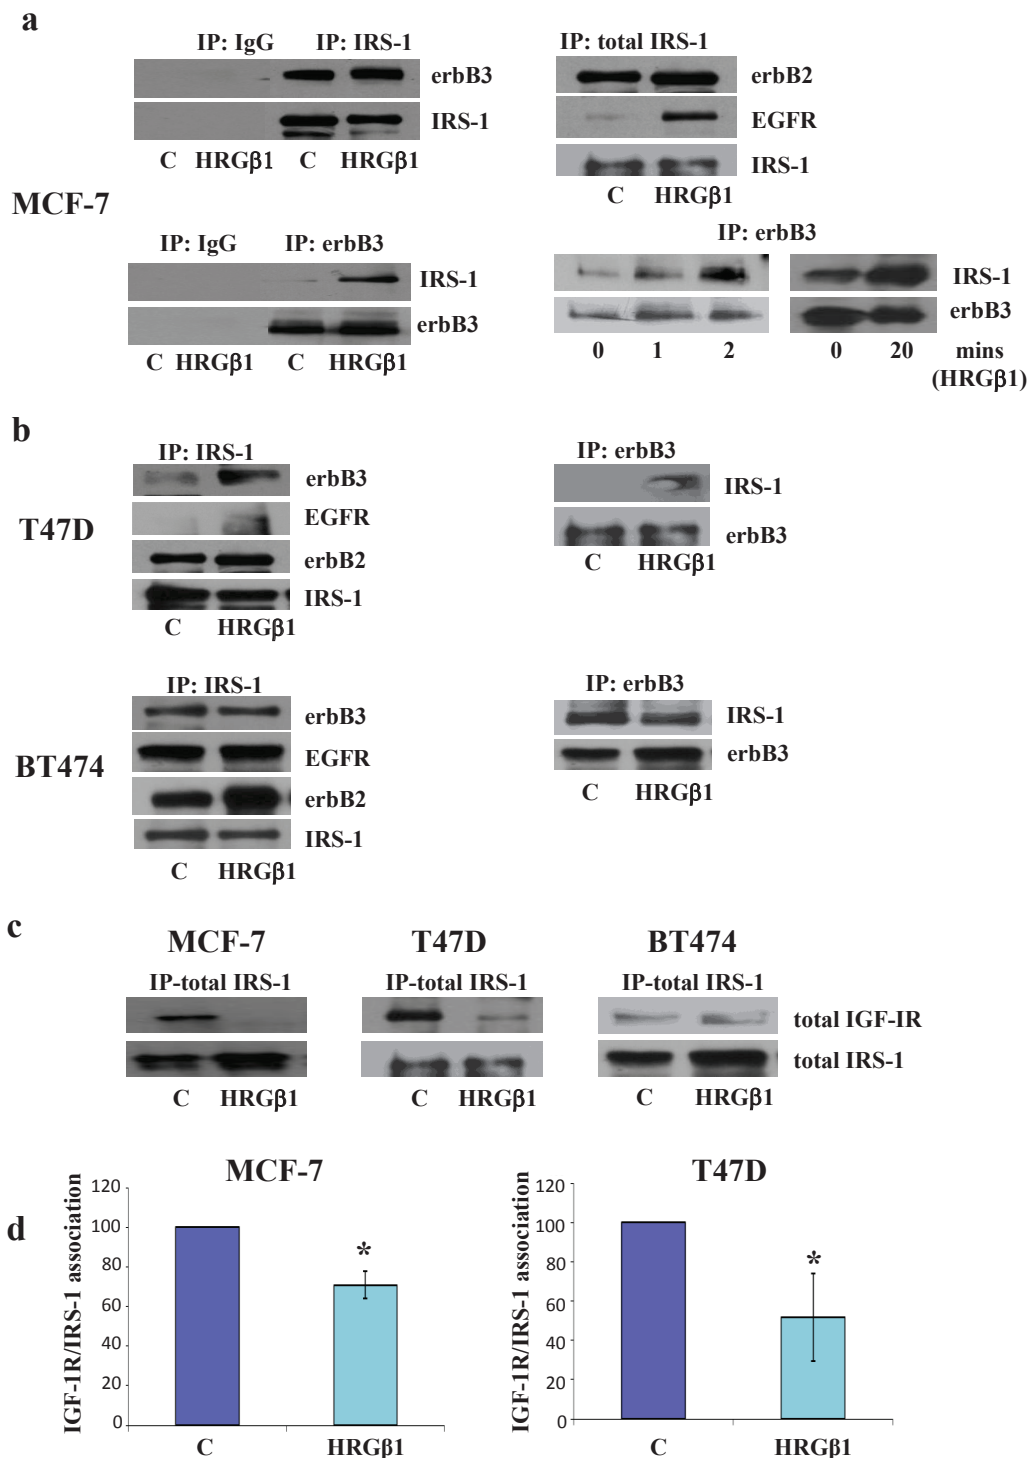 a
IP: IgG IP: IRS-1
erbB3
IRS-1
C HRGβ1 C HRGβ1
IP: total IRS-1
erbB2
EGFR
IRS-1
C HRGβ1
MCF-7
IP: IgG IP: erbB3
IRS-1
erbB3
C HRGβ1 C HRGβ1
IP: erbB3
IRS-1
erbB3
0 1 2 0 20 mins
(HRGβ1)
b
T47D
IP: IRS-1
erbB3
EGFR
erbB2
IRS-1
C HRGβ1
IP: erbB3
IRS-1
erbB3
C HRGβ1
BT474
IP: IRS-1
erbB3
EGFR
erbB2
IRS-1
C HRGβ1
IP: erbB3
IRS-1
erbB3
C HRGβ1
c
MCF-7 T47D BT474
IP-total IRS-1 IP-total IRS-1 IP-total IRS-1
total IGF-IR
total IRS-1
C HRGβ1 C HRGβ1 C HRGβ1
d
MCF-7
IGF-1R/IRS-1 association
120
100
80
60
40
20
0
*
C HRGβ1
T47D
IGF-1R/IRS-1 association
120
100
80
60
40
20
0
*
C HRGβ1